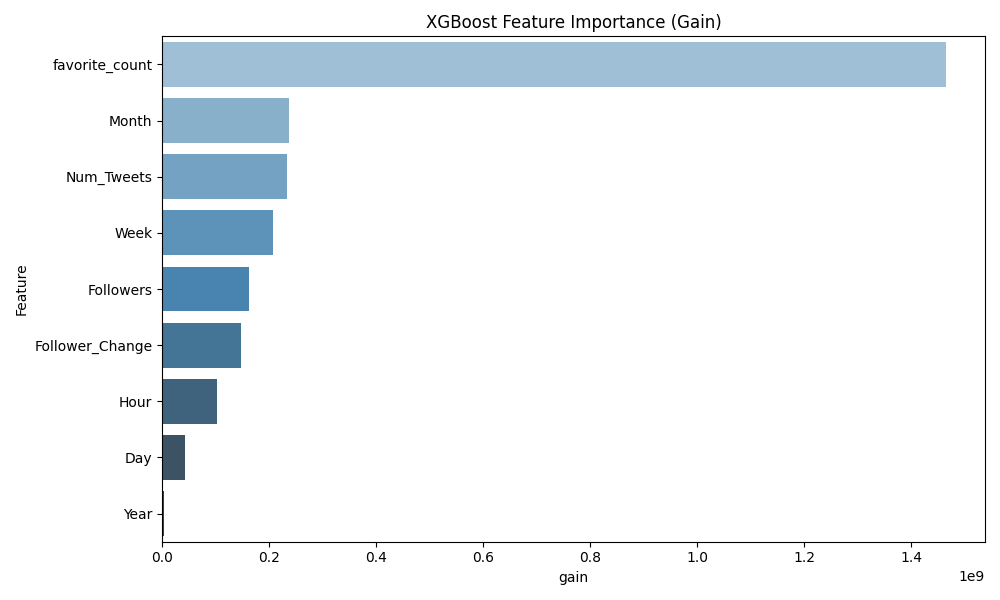 XGBoost Feature Importance (Gain)
Feature
favorite_count
Month
Num_Tweets
Week
Followers
Follower_Change
Hour
Day
Year
0.0 0.2 0.4 0.6 0.8 1.0 1.2 1.4
1e9
gain